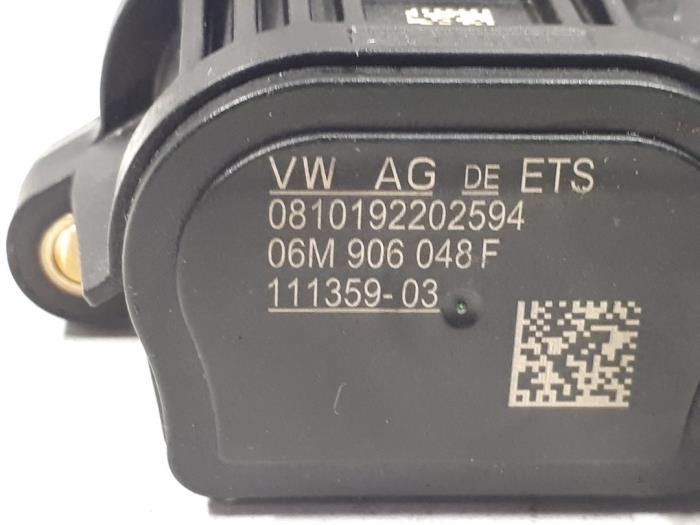 VW AG DE ETS
0810192202594
06M 906 048 F
111359-03